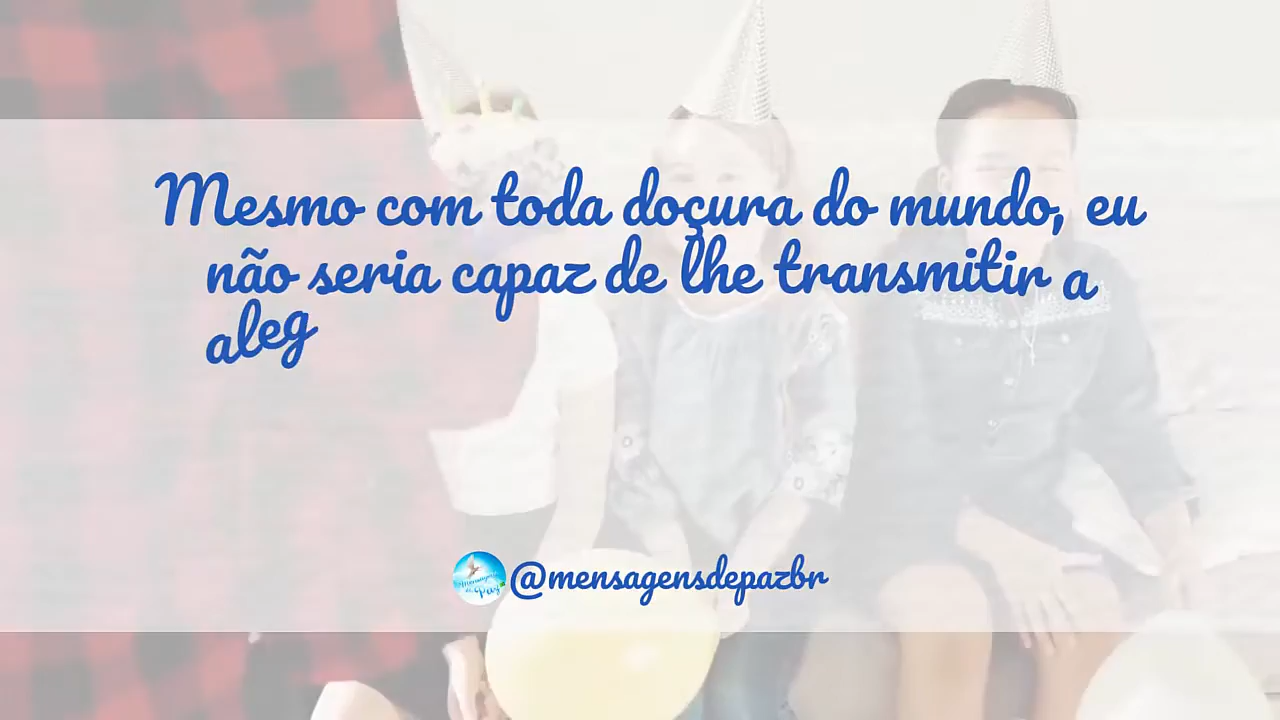 Mesmo com toda doçura do mundo, eu
não seria capaz de lhe transmitir a
aleg
@mensagensdepazbr